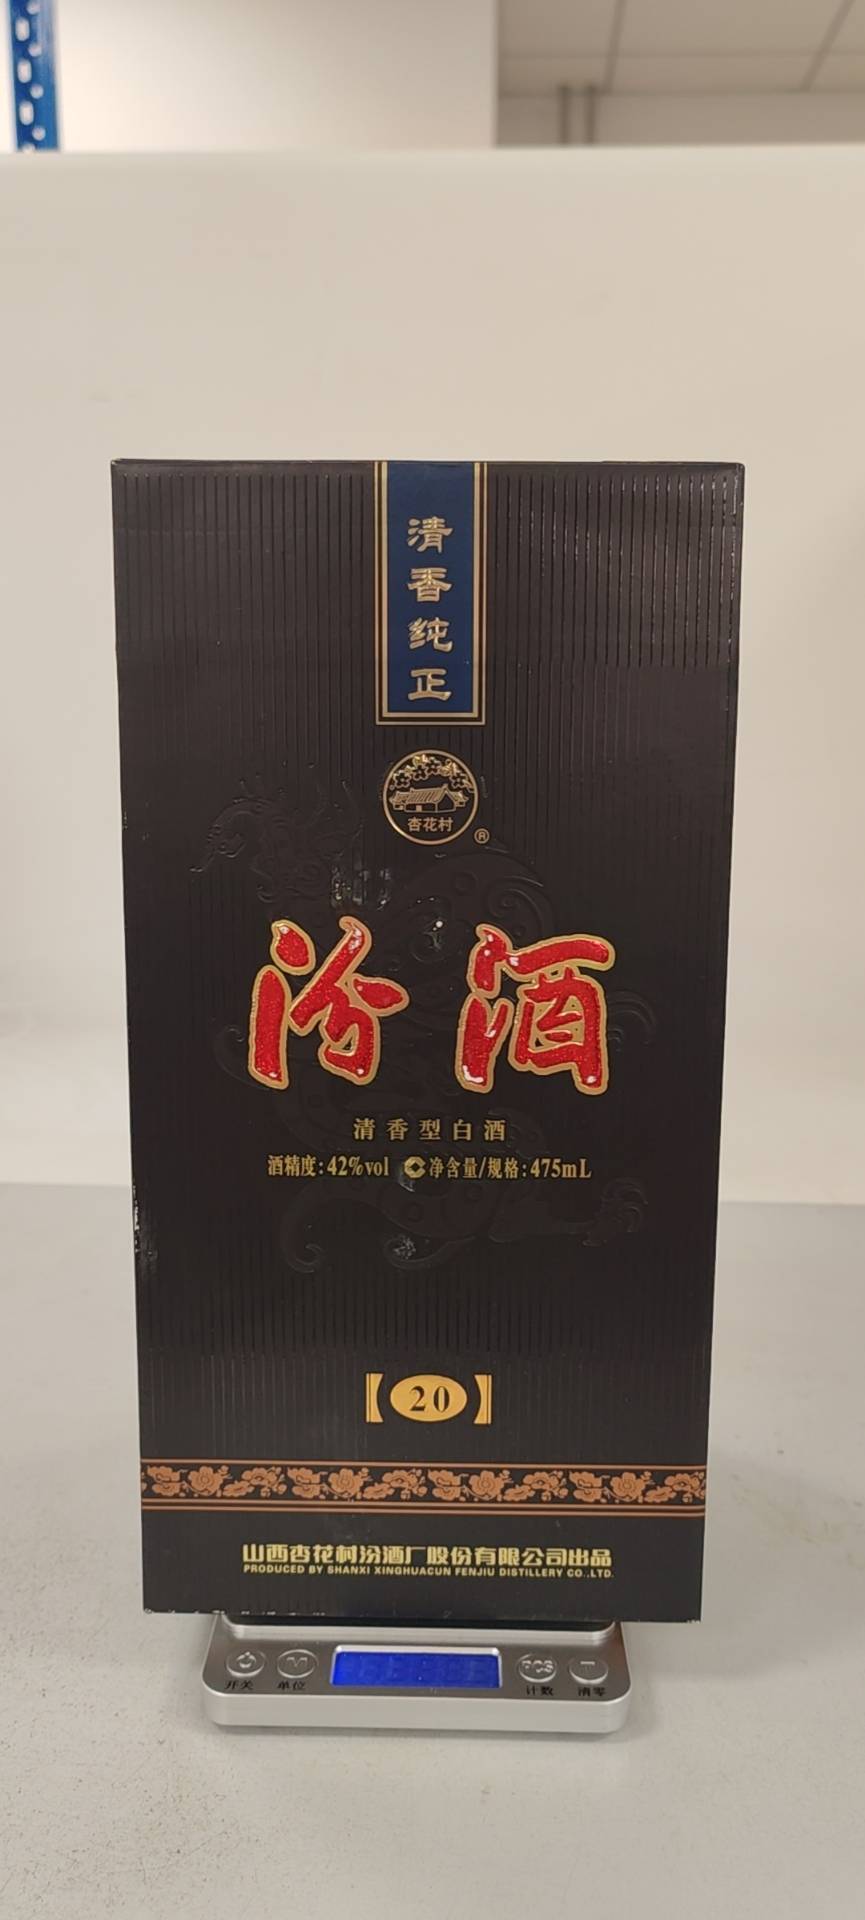 清香纯正
杏花村
®
汾酒
清香型白酒
酒精度:42%vol 净含量/规格:475mL
【20】
山西杏花村汾酒厂股份有限公司出品
PRODUCED BY SHANXI XINGHUACUN FENJIU DISTILLERY CO.,LTD.
M PCS T
开关 单位 计数 清零